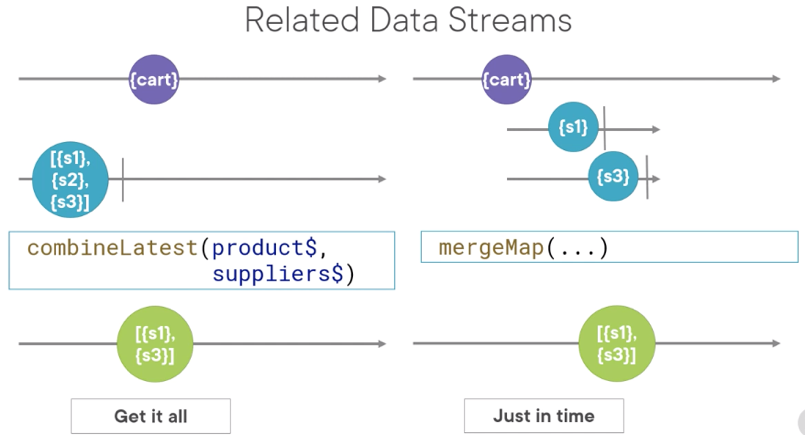 Related Data Streams
{cart}
[{s1},
{s2},
{s3}]
combineLatest(product$,
suppliers$)
[{s1},
{s3}]
Get it all
{cart}
{s1}
{s3}
mergeMap(...)
[{s1},
{s3}]
Just in time